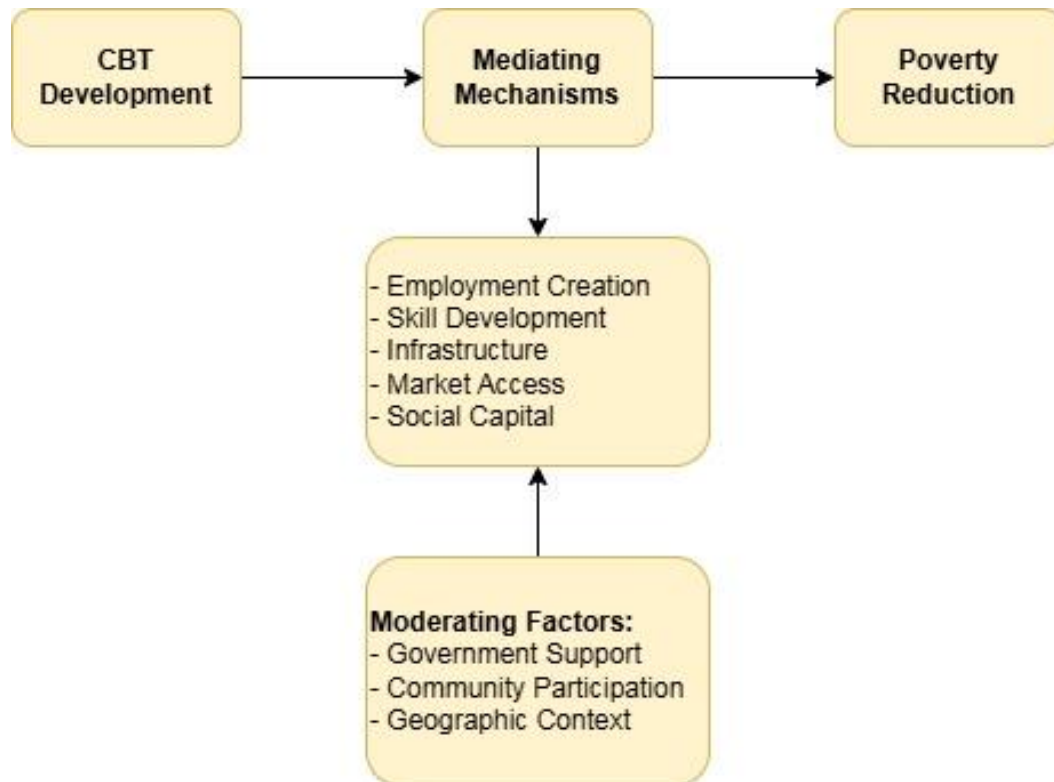 CBT
Development
Mediating
Mechanisms
Poverty
Reduction
- Employment Creation
- Skill Development
- Infrastructure
- Market Access
- Social Capital
Moderating Factors:
- Government Support
- Community Participation
- Geographic Context